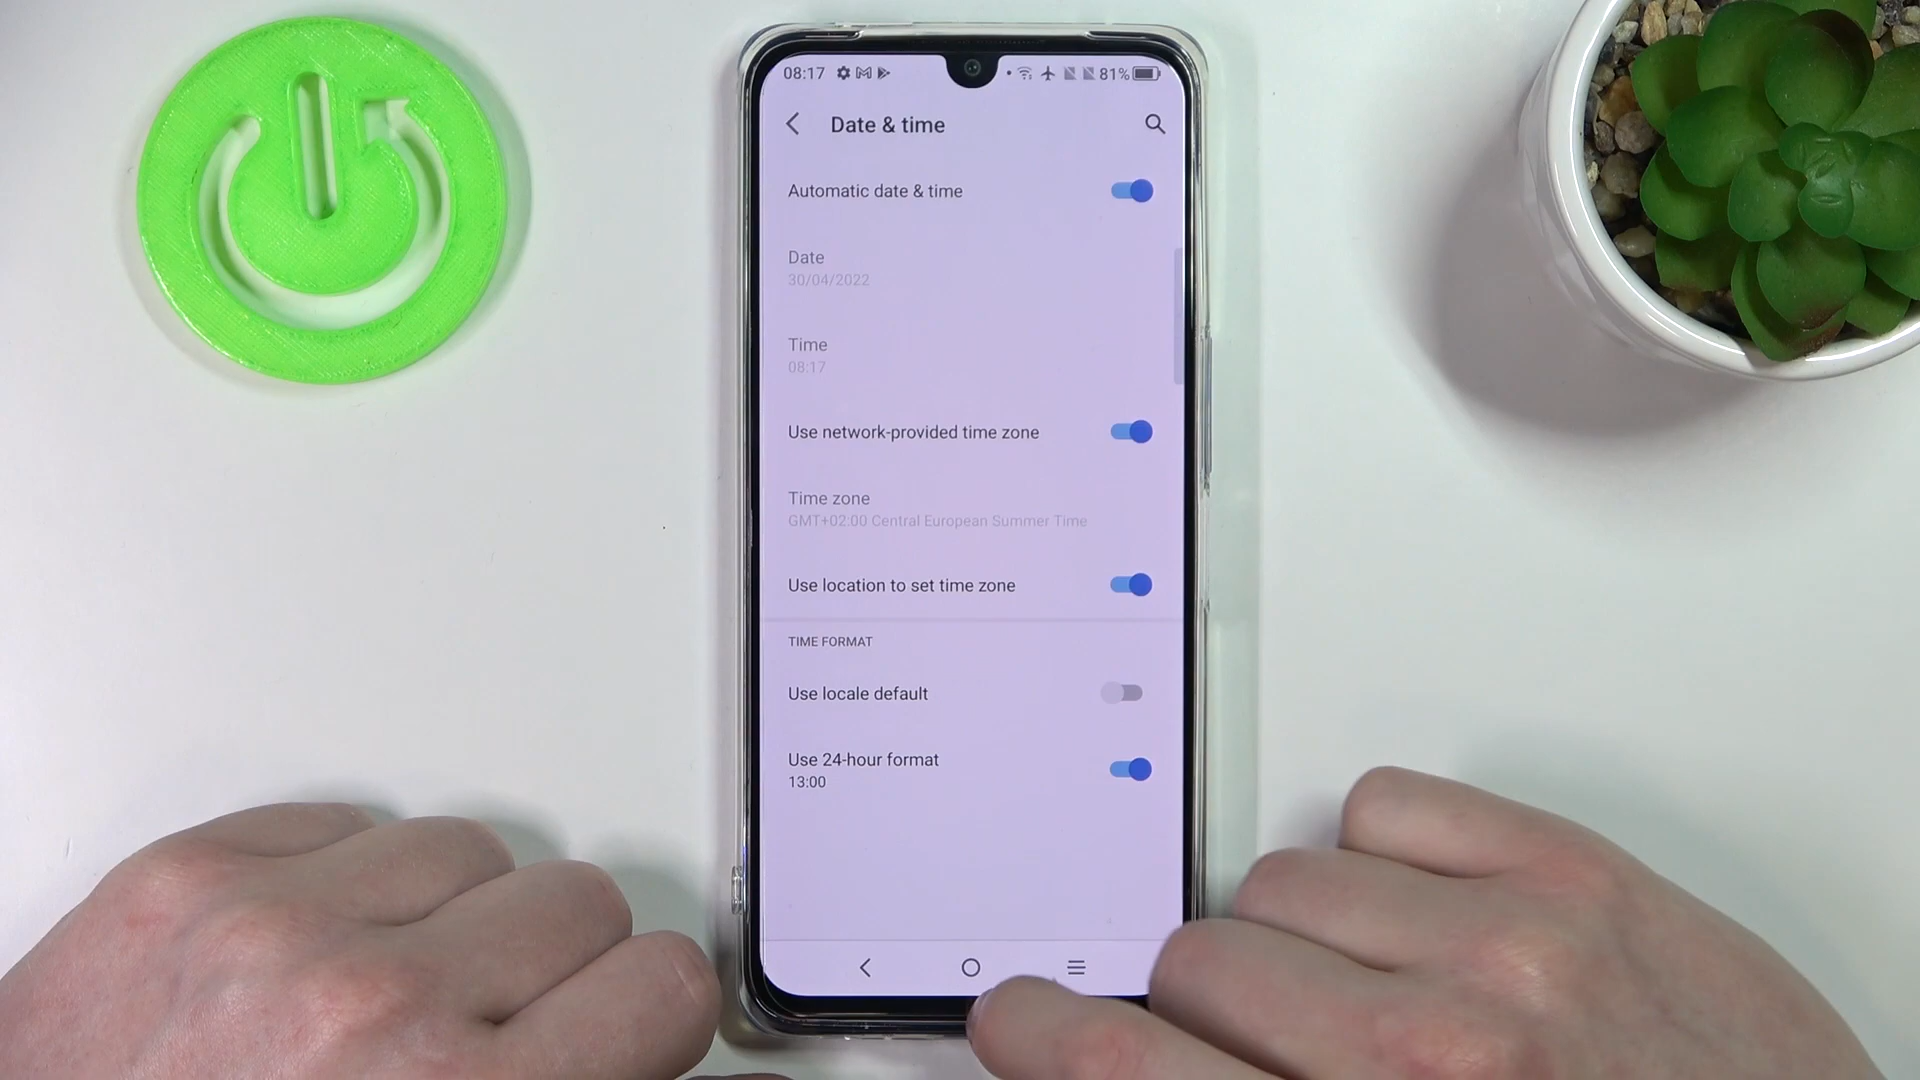 08:17 81%
Date & time
Automatic date & time
Date
30/04/2022
Time
08:17
Use network-provided time zone
Time zone
GMT+02:00 Central European Summer Time
Use location to set time zone
TIME FORMAT
Use locale default
Use 24-hour format
13:00